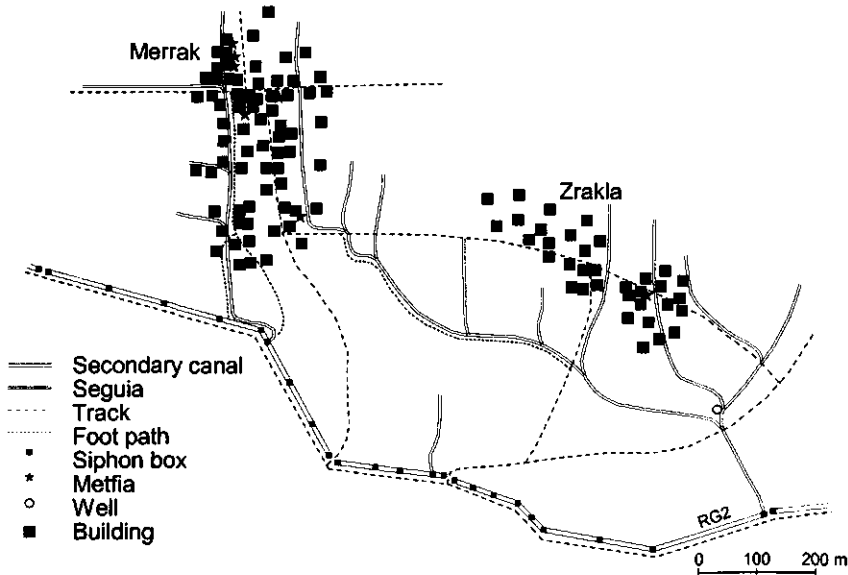 Merrak
Zrakla
Secondary canal
Seguia
Track
Foot path
Siphon box
Metfia
Well
Building
RG2
0 100 200 m